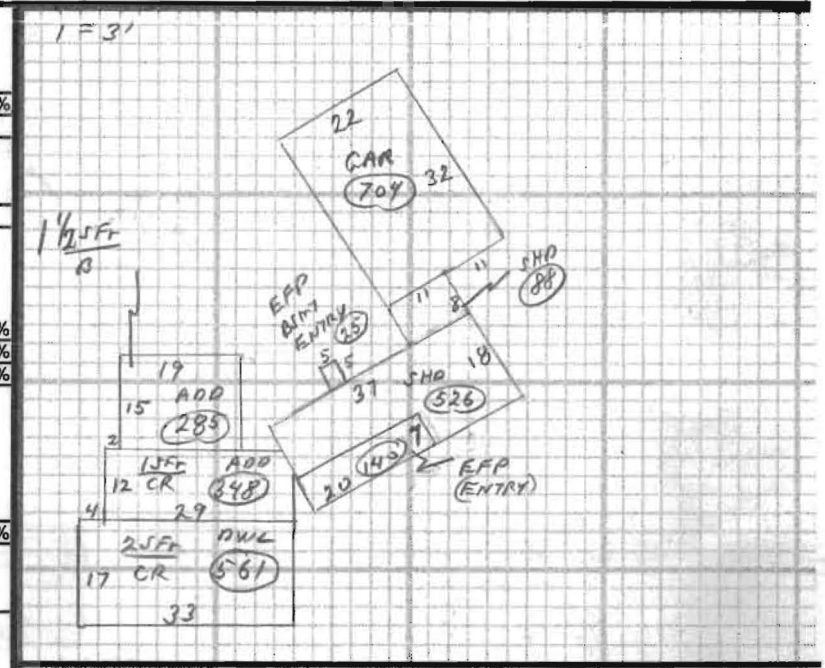 1 = 3'
%
22
GAR
704
32
1 1/2 SFr
B
11
11
8
SHD
88
EFP
BSMT
ENTRY
25
5
5
37
18
SHD
526
19
ADD
15
285
2
7
140
20
EFP
(ENTRY)
1SFr
CR
ADD
12
348
29
4
2SFr
CR
DWL
561
17
33
%
%
%
%